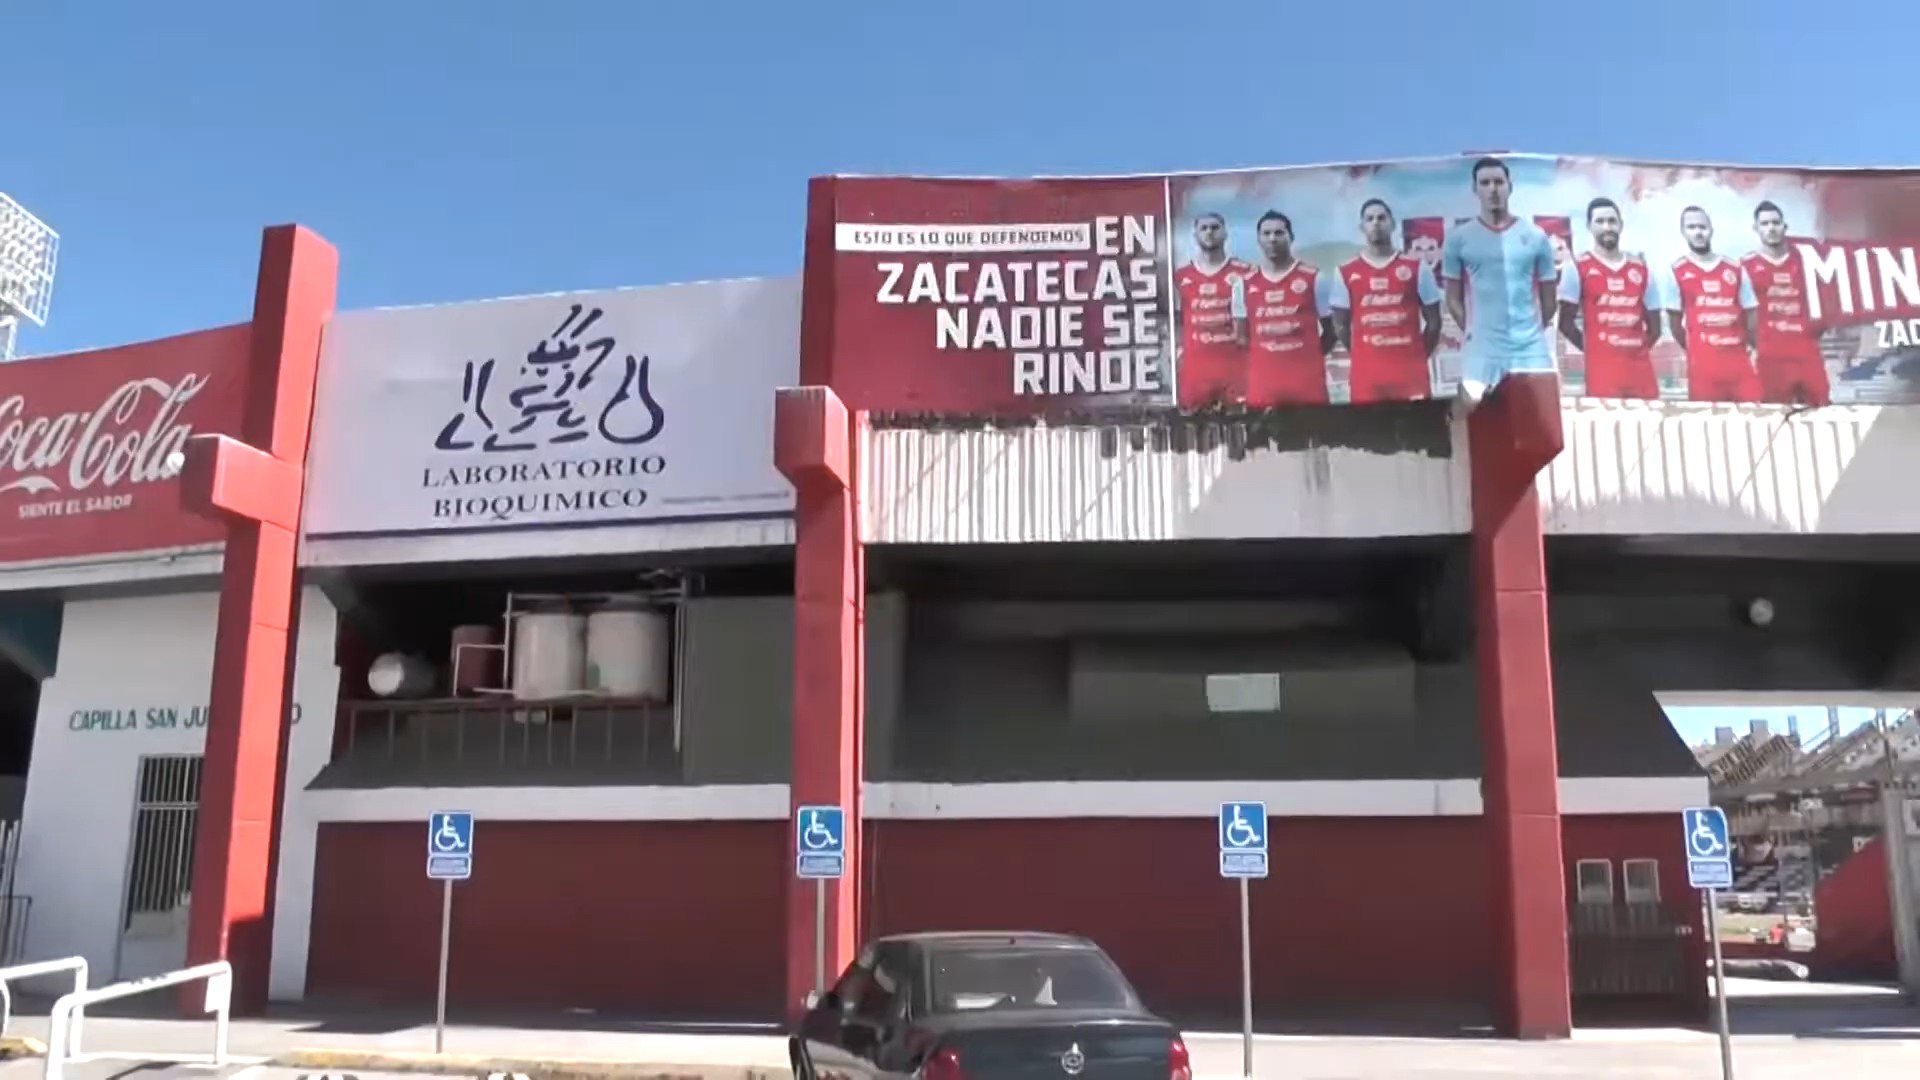 Coca-Cola
SIENTE EL SABOR
LABORATORIO
BIOQUIMICO
ESTO ES LO QUE DEFENDEMOS EN
ZACATECAS
NADIE SE
RINDE
MIN
ZAC
Telcel
CAPILLA SAN JU
O